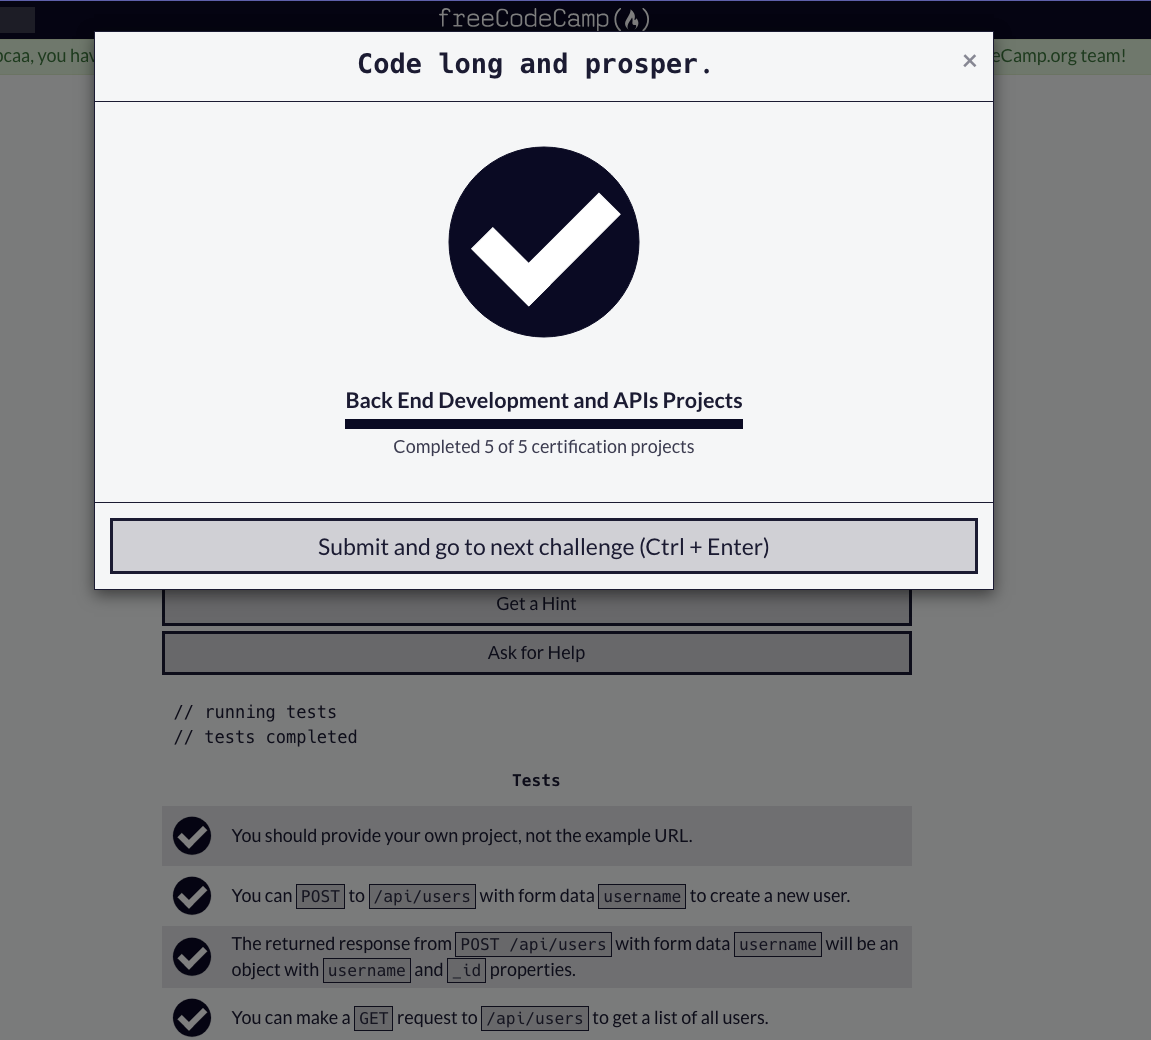 freeCodeCamp(🔥)
Code long and prosper.
×
you
eCamp.org team!
Back End Development and APIs Projects
Completed 5 of 5 certification projects
Submit and go to next challenge (Ctrl + Enter)
Get a Hint
Ask for Help
// running tests
// tests completed
Tests
You should provide your own project, not the example URL.
You can POST to /api/users with form data username to create a new user.
The returned response from POST /api/users with form data username will be an
object with username and _id properties.
You can make a GET request to /api/users to get a list of all users.